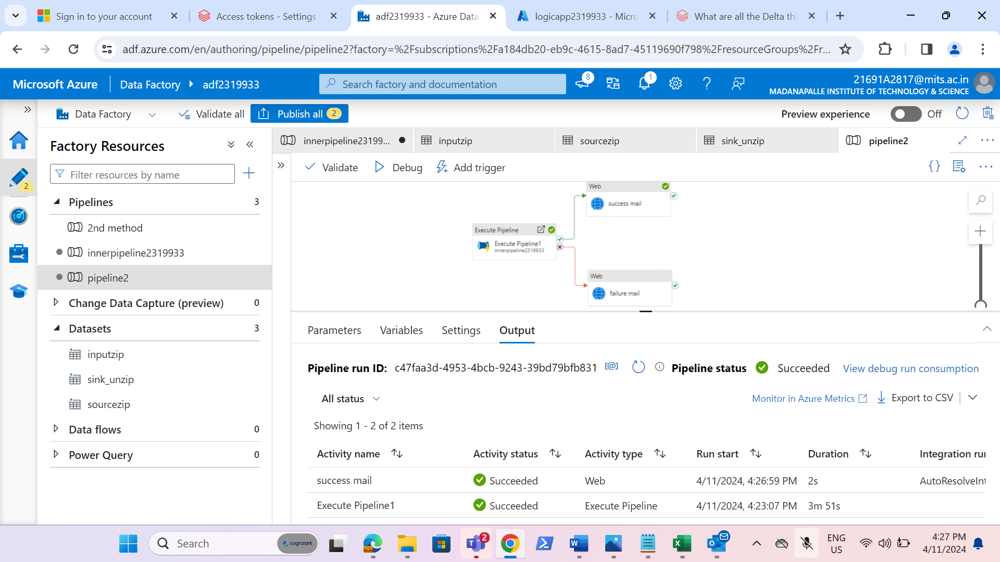 Sign in to your account
Access tokens - Settings
adf2319933 - Azure Data
logicapp2319933 - Micro
What are all the Delta thi
adf.azure.com/en/authoring/pipeline/pipeline2?factory=%2Fsubscriptions%2Fa184db20-eb9c-4615-8ad7-45119690f798%2FresourceGroups%2Fr...
Microsoft Azure
Data Factory
adf2319933
Search factory and documentation
8
1
21691A2817@mits.ac.in
MADANAPALLE INSTITUTE OF TECHNOLOGY & SCIENCE
Data Factory
Validate all
Publish all 2
Preview experience
Off
Factory Resources
innerpipeline23199...
inputzip
sourcezip
sink_unzip
pipeline2
Filter resources by name
2
Validate
Debug
Add trigger
Pipelines 3
2nd method
innerpipeline2319933
pipeline2
Change Data Capture (preview) 0
Datasets 3
inputzip
sink_unzip
sourcezip
Data flows 0
Power Query 0
Web
success mail
Execute Pipeline
Execute Pipeline1
innerpipeline2319933
Web
failure mail
Parameters
Variables
Settings
Output
Pipeline run ID: c47faa3d-4953-4bcb-9243-39bd79bfb831
Pipeline status
Succeeded
View debug run consumption
All status
Monitor in Azure Metrics
Export to CSV
Showing 1 - 2 of 2 items
Activity name Activity status Activity type Run start Duration Integration run
success mail Succeeded Web 4/11/2024, 4:26:59 PM 2s AutoResolveInt
Execute Pipeline1 Succeeded Execute Pipeline 4/11/2024, 4:23:07 PM 3m 51s
Search
cognizant
2
ENG
US
4:27 PM
4/11/2024